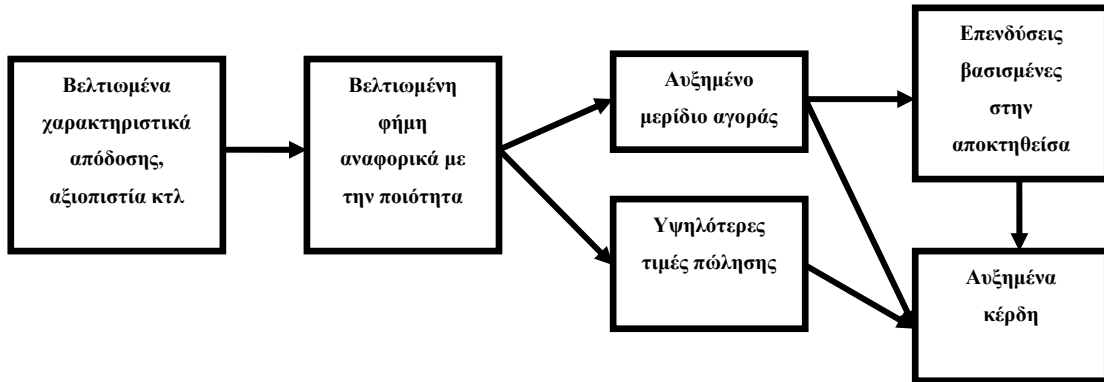 Βελτιωμένα
χαρακτηριστικά
απόδοσης,
αξιοπιστία κτλ
Βελτιωμένη
φήμη
αναφορικά με
την ποιότητα
Αυξημένο
μερίδιο αγοράς
Υψηλότερες
τιμές πώλησης
Επενδύσεις
βασισμένες
στην
αποκτηθείσα
Αυξημένα
κέρδη